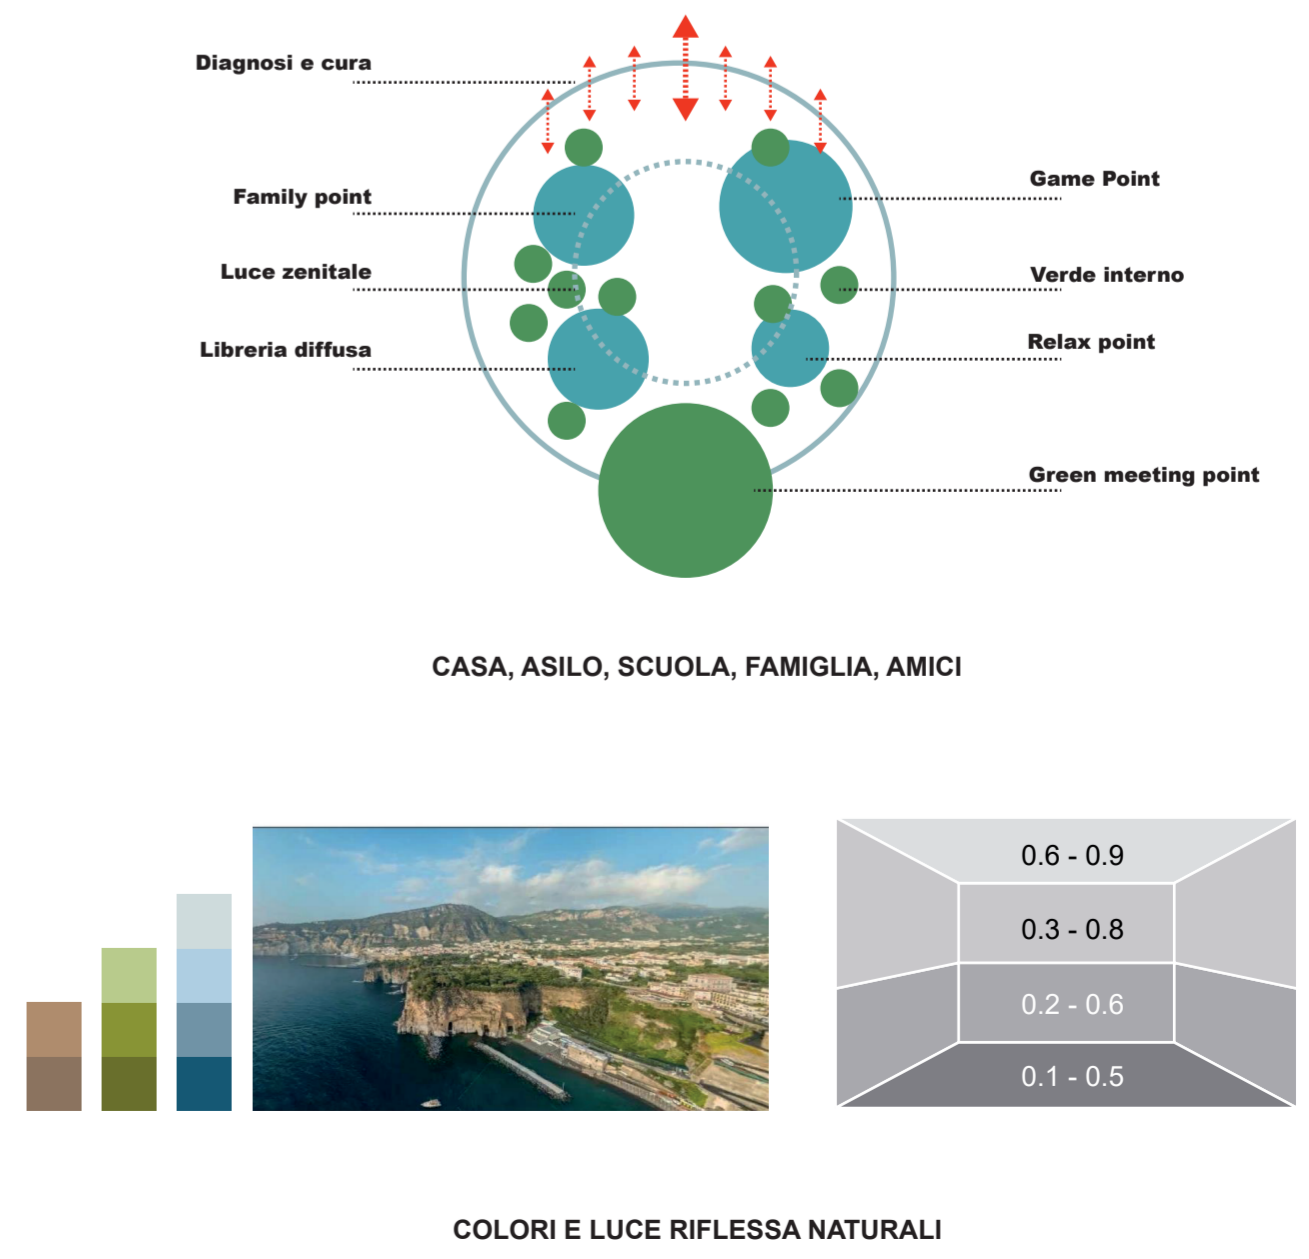 Diagnosi e cura
Family point
Luce zenitale
Libreria diffusa
Game Point
Verde interno
Relax point
Green meeting point
CASA, ASILO, SCUOLA, FAMIGLIA, AMICI
0.6 - 0.9
0.3 - 0.8
0.2 - 0.6
0.1 - 0.5
COLORI E LUCE RIFLESSA NATURALI